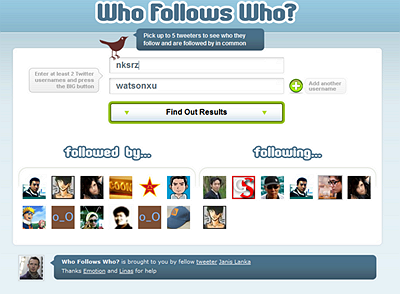 Who Follows Who?
Pick up to 5 tweeters to see who they
follow and are followed by in common
Enter at least 2 Twitter
usernames and press
the BIG button
nksrz
watsonxu
Add another
username
Find Out Results
followed by...
following...
o_O
o_O
Who Follows Who? is brought to you by fellow tweeter Janis Lanka
Thanks Emotion and Linas for help